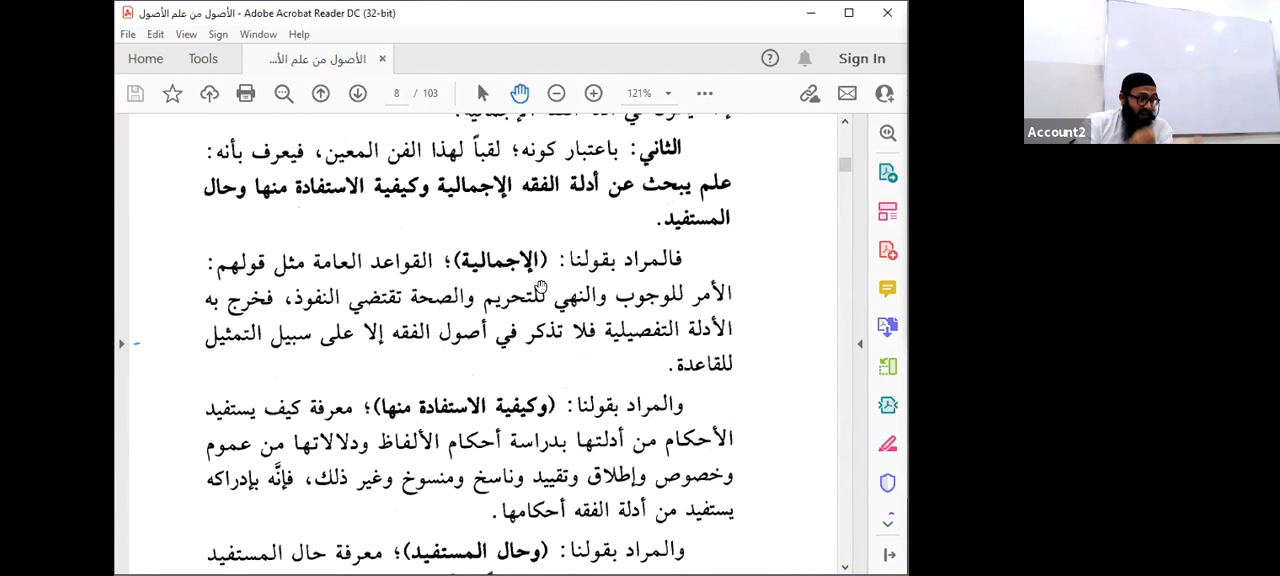 الأصول من علم الأصول - Adobe Acrobat Reader DC (32-bit)
File Edit View Sign Window Help
Home Tools الأصول من علم الأ... × Sign In
8 / 103 121%
Account2
الثاني: باعتبار كونه؛ لقباً لهذا الفن المعين، فيعرف بأنه:
علم يبحث عن أدلة الفقه الإجمالية وكيفية الاستفادة منها وحال
المستفيد.
فالمراد بقولنا: (الإجمالية)؛ القواعد العامة مثل قولهم:
الأمر للوجوب والنهي للتحريم والصحة تقتضي النفوذ، فخرج به
الأدلة التفصيلية فلا تذكر في أصول الفقه إلا على سبيل التمثيل
للقاعدة.
والمراد بقولنا: (وكيفية الاستفادة منها)؛ معرفة كيف يستفيد
الأحكام من أدلتها بدراسة أحكام الألفاظ ودلالاتها من عموم
وخصوص وإطلاق وتقييد وناسخ ومنسوخ وغير ذلك، فإنَّه بإدراكه
يستفيد من أدلة الفقه أحكامها.
والمراد بقولنا: (وحال المستفيد)؛ معرفة حال المستفيد